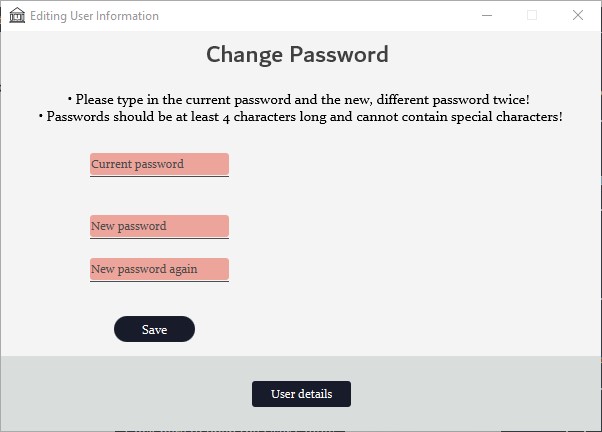 Editing User Information
Change Password
• Please type in the current password and the new, different password twice!
• Passwords should be at least 4 characters long and cannot contain special characters!
Current password
New password
New password again
Save
User details